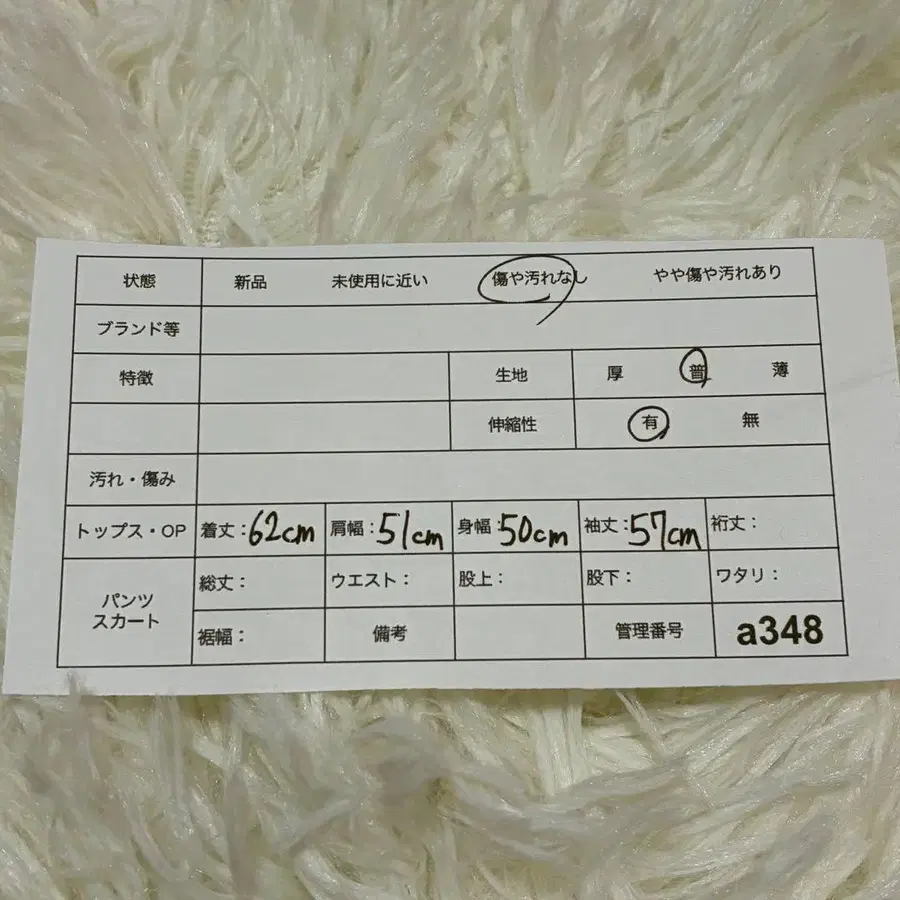 状態 新品 未使用に近い 傷や汚れなし やや傷や汚れあり
ブランド等
特徴 生地 厚 普 薄
伸縮性 有 無
汚れ・傷み
トップス・OP 着丈:62cm 肩幅:51cm 身幅:50cm 袖丈:57cm 裄丈:
パンツ
スカート
総丈: ウエスト: 股上: 股下: ワタリ:
裾幅: 備考 管理番号 a348